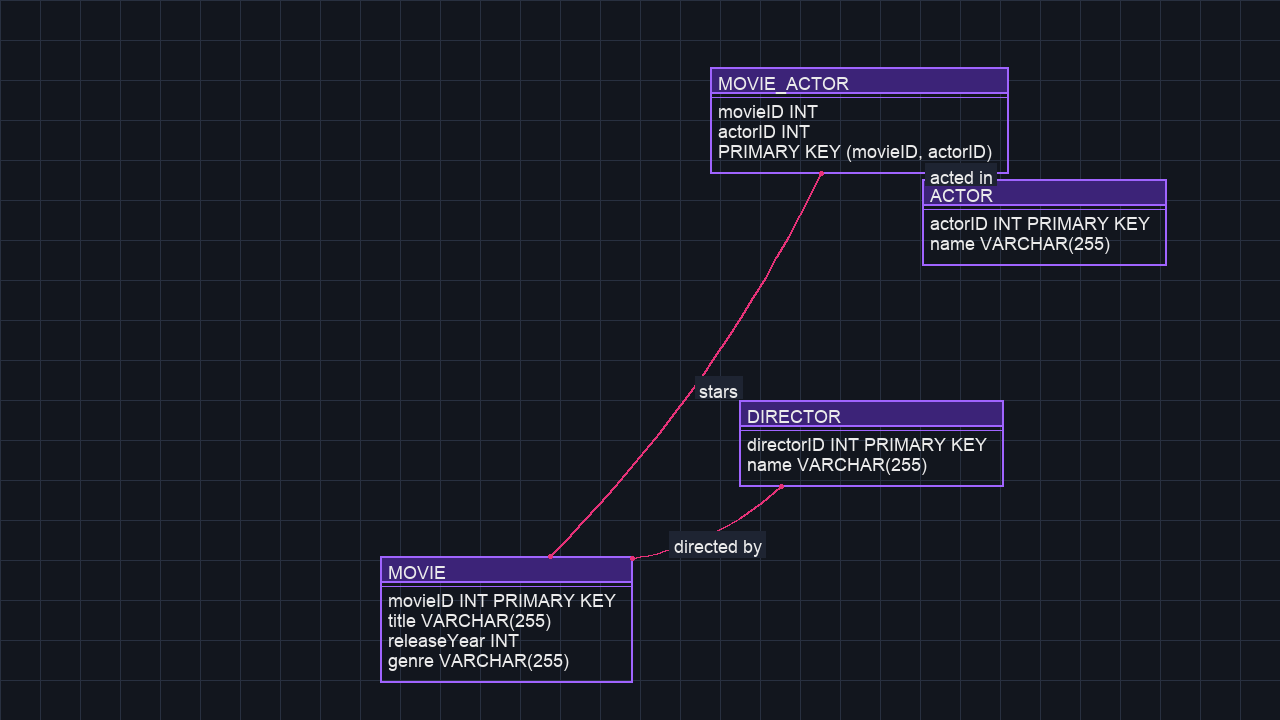 MOVIE_ACTOR
movieID INT
actorID INT
PRIMARY KEY (movieID, actorID)
acted in
ACTOR
actorID INT PRIMARY KEY
name VARCHAR(255)
stars
DIRECTOR
directorID INT PRIMARY KEY
name VARCHAR(255)
directed by
MOVIE
movieID INT PRIMARY KEY
title VARCHAR(255)
releaseYear INT
genre VARCHAR(255)